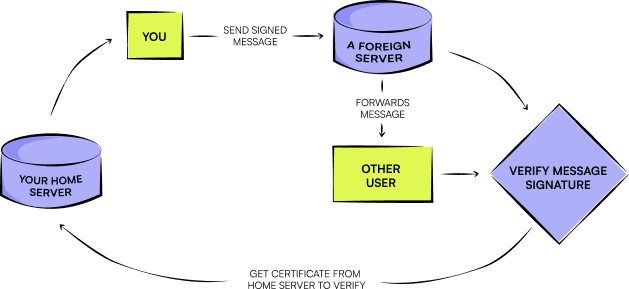 YOU
SEND SIGNED
MESSAGE
A FOREIGN
SERVER
FORWARDS
MESSAGE
OTHER
USER
VERIFY MESSAGE
SIGNATURE
YOUR HOME
SERVER
GET CERTIFICATE FROM
HOME SERVER TO VERIFY